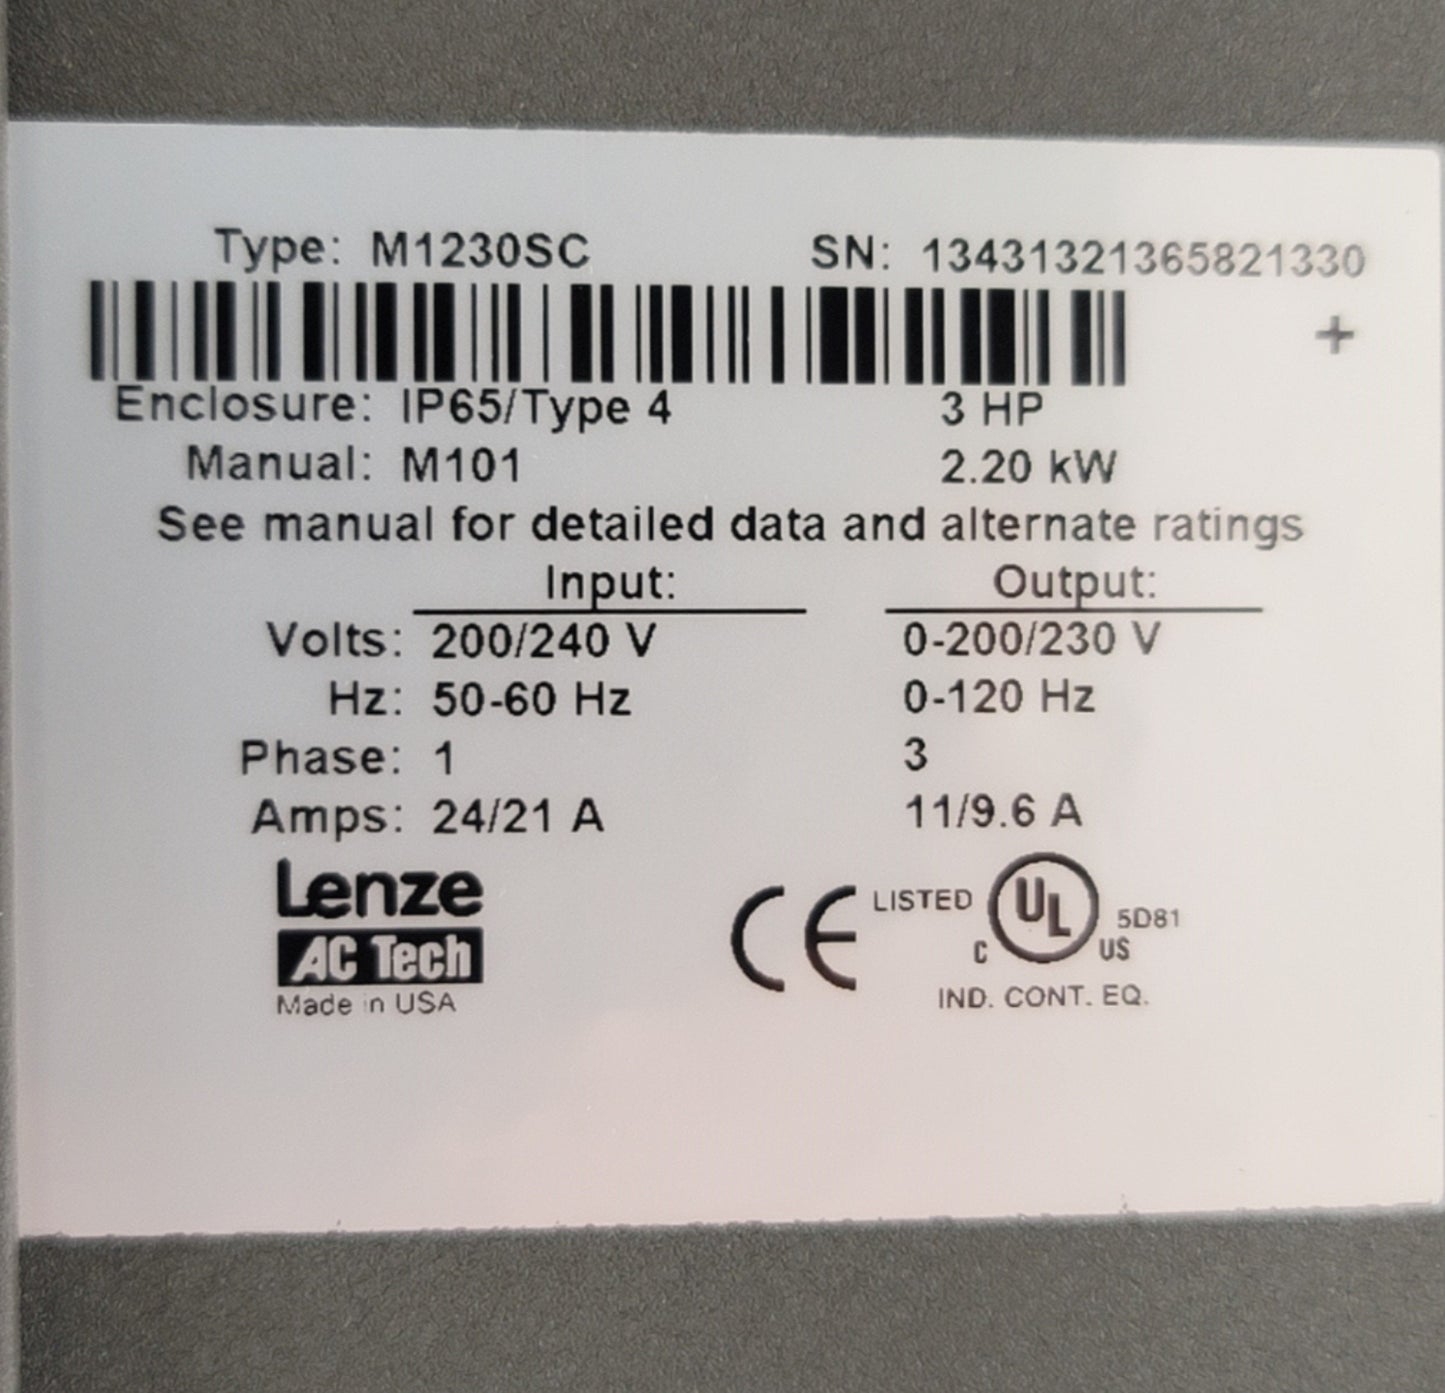 Type: M1230SC SN: 13431321365821330
+
Enclosure: IP65/Type 4 3 HP
Manual: M101 2.20 kW
See manual for detailed data and alternate ratings
Input: Output:
Volts: 200/240 V 0-200/230 V
Hz: 50-60 Hz 0-120 Hz
Phase: 1 3
Amps: 24/21 A 11/9.6 A
Lenze
AC Tech
Made in USA
CE LISTED UL 5D81
C US
IND. CONT. EQ.